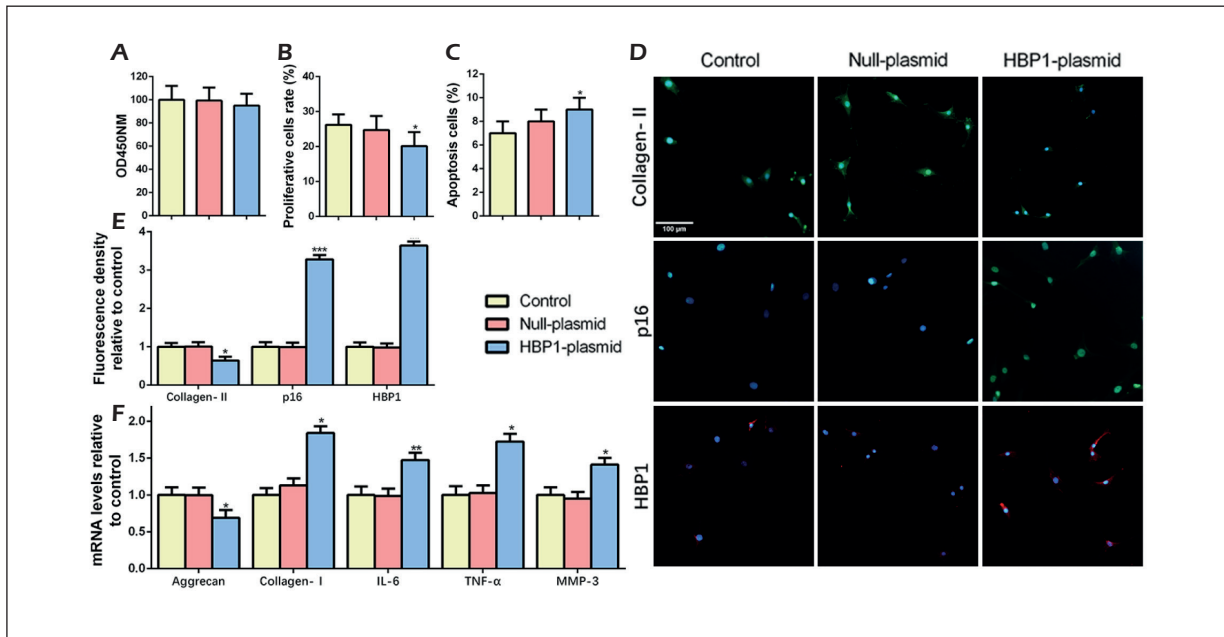 A
OD450NM
120
100
80
60
40
20
0
B
Proliferative cells rate (%)
60
40
20
0
*
C
Apoptosis cells (%)
12
10
8
6
4
2
0
*
D
Control
Null-plasmid
HBP1-plasmid
Collagen- II
100 μm
p16
HBP1
E
Fluorescence density
relative to control
4
3
2
1
0
*
***
Collagen- II
p16
HBP1
Control
Null-plasmid
HBP1-plasmid
F
mRNA levels relative
to control
2.0
1.5
1.0
0.5
0.0
*
*
**
*
*
Aggrecan
Collagen- I
IL-6
TNF-α
MMP-3